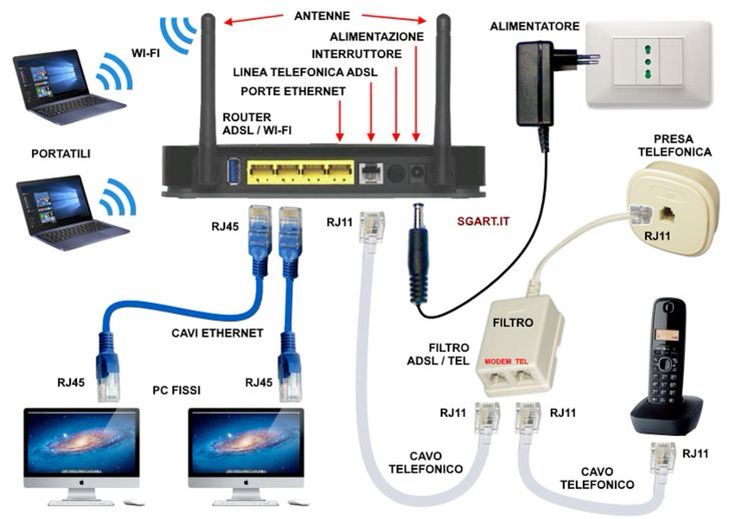 ANTENNE
WI-FI
ALIMENTAZIONE
INTERRUTTORE
LINEA TELEFONICA ADSL
PORTE ETHERNET
ROUTER
ADSL / WI-FI
ALIMENTATORE
PORTATILI
PRESA
TELEFONICA
RJ45
RJ11
SGART.IT
RJ11
CAVI ETHERNET
FILTRO
FILTRO
ADSL / TEL
MODEM TEL
RJ45
PC FISSI
RJ45
RJ11
RJ11
CAVO
TELEFONICO
CAVO
TELEFONICO
RJ11